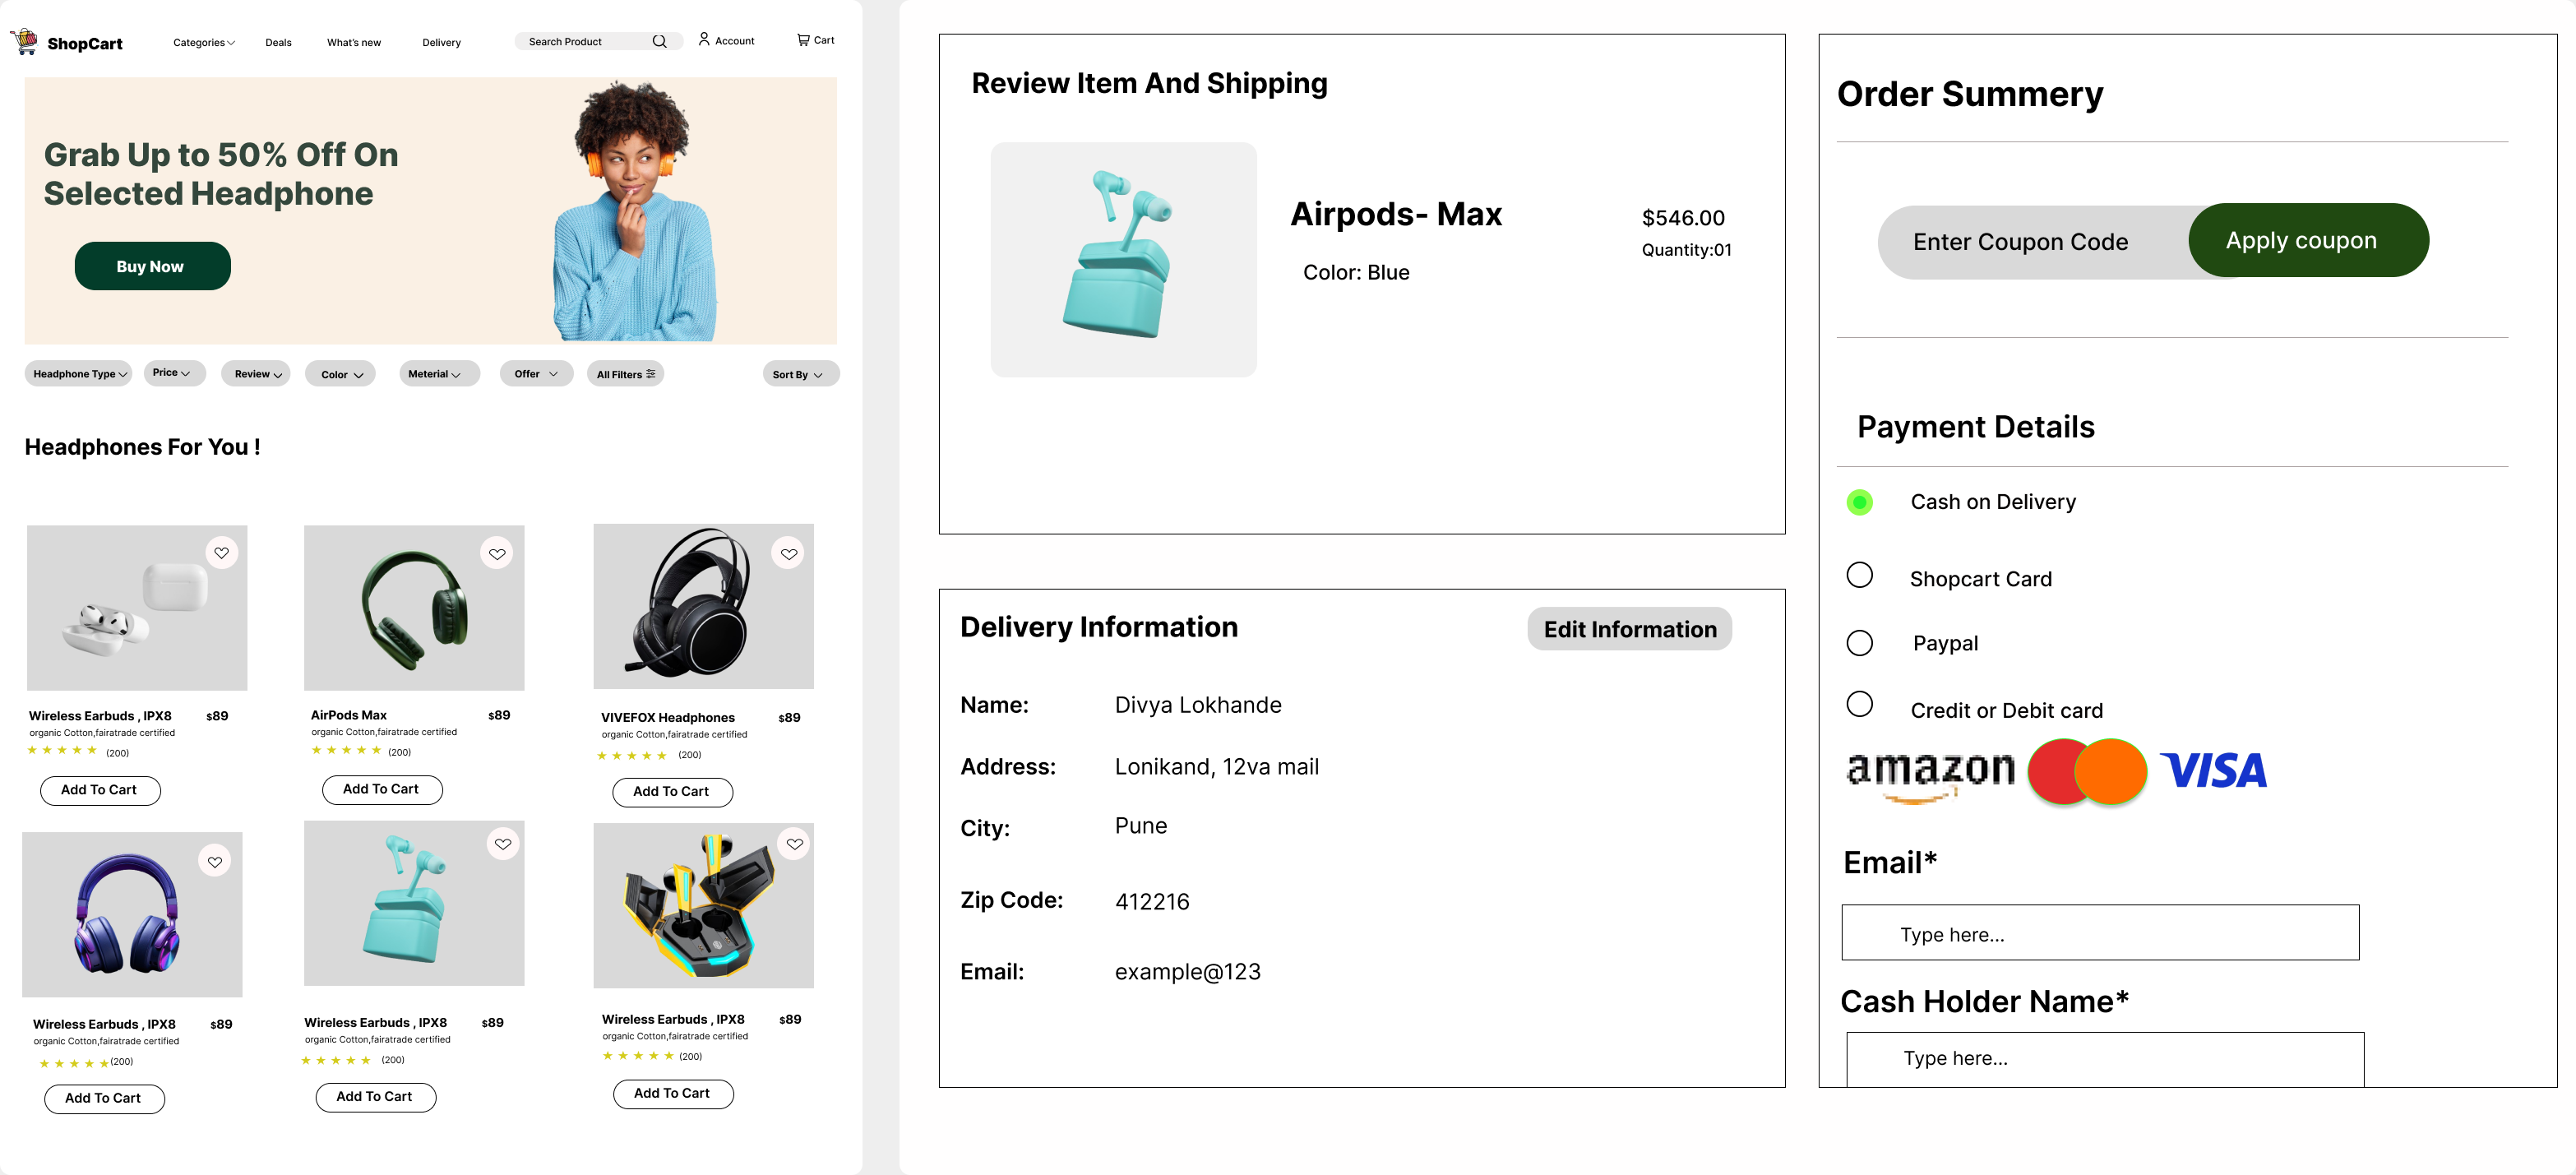 ShopCart
Categories
Deals
What's new
Delivery
Search Product
Account
Cart
Grab Up to 50% Off On
Selected Headphone
Buy Now
Headphone Type
Price
Review
Color
Meterial
Offer
All Filters
Sort By
Headphones For You !
Wireless Earbuds , IPX8
$89
organic Cotton,fairatrade certified
★ ★ ★ ★ ★ (200)
Add To Cart
AirPods Max
$89
organic Cotton,fairatrade certified
★ ★ ★ ★ ★ (200)
Add To Cart
VIVEFOX Headphones
$89
organic Cotton,fairatrade certified
★ ★ ★ ★ ★ (200)
Add To Cart
Wireless Earbuds , IPX8
$89
organic Cotton,fairatrade certified
★ ★ ★ ★ ★ (200)
Add To Cart
Wireless Earbuds , IPX8
$89
organic Cotton,fairatrade certified
★ ★ ★ ★ ★ (200)
Add To Cart
Wireless Earbuds , IPX8
$89
organic Cotton,fairatrade certified
★ ★ ★ ★ ★ (200)
Add To Cart
Review Item And Shipping
Airpods- Max
Color: Blue
$546.00
Quantity:01
Delivery Information
Edit Information
Name: Divya Lokhande
Address: Lonikand, 12va mail
City: Pune
Zip Code: 412216
Email: example@123
Order Summery
Enter Coupon Code
Apply coupon
Payment Details
Cash on Delivery
Shopcart Card
Paypal
Credit or Debit card
amazon
VISA
Email*
Type here...
Cash Holder Name*
Type here...